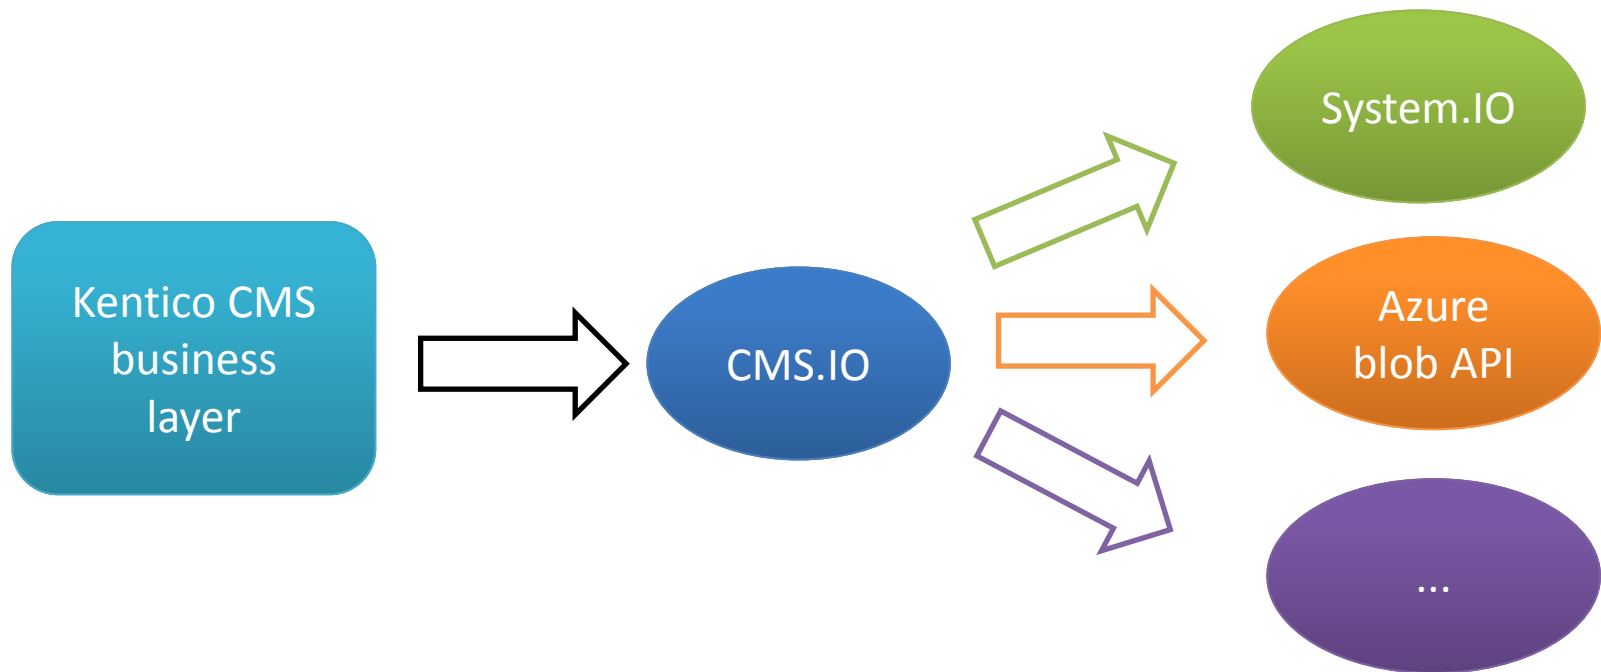 Kentico CMS
business
layer
CMS.IO
System.IO
Azure
blob API
...